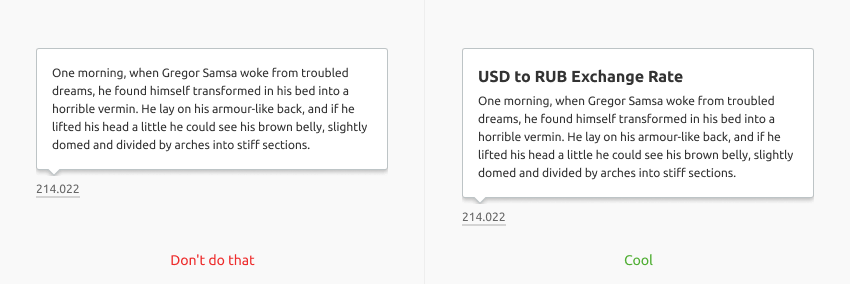 One morning, when Gregor Samsa woke from troubled
dreams, he found himself transformed in his bed into a
horrible vermin. He lay on his armour-like back, and if he
lifted his head a little he could see his brown belly, slightly
domed and divided by arches into stiff sections.
214.022
Don't do that
USD to RUB Exchange Rate
One morning, when Gregor Samsa woke from troubled
dreams, he found himself transformed in his bed into a
horrible vermin. He lay on his armour-like back, and if he
lifted his head a little he could see his brown belly, slightly
domed and divided by arches into stiff sections.
214.022
Cool